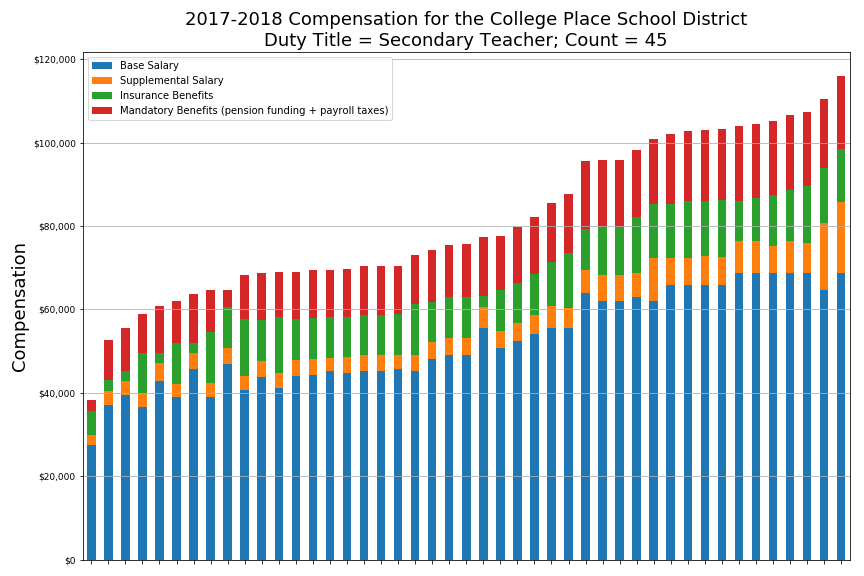 2017-2018 Compensation for the College Place School District
Duty Title = Secondary Teacher; Count = 45
Base Salary
Supplemental Salary
Insurance Benefits
Mandatory Benefits (pension funding + payroll taxes)
Compensation
$120,000
$100,000
$80,000
$60,000
$40,000
$20,000
$0